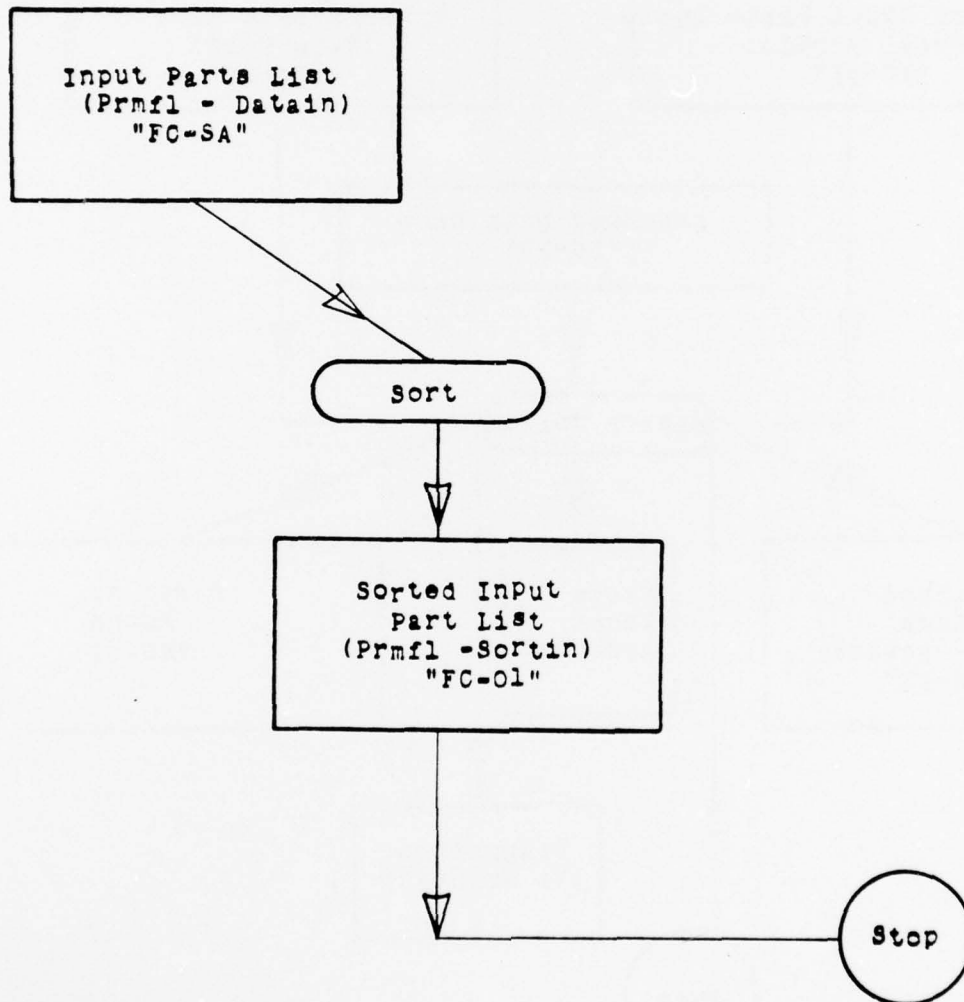 Input Parts List
(Prmfl - Datain)
"FC-SA"
Sort
Sorted Input
Part List
(Prmfl -Sortin)
"FC-01"
Stop